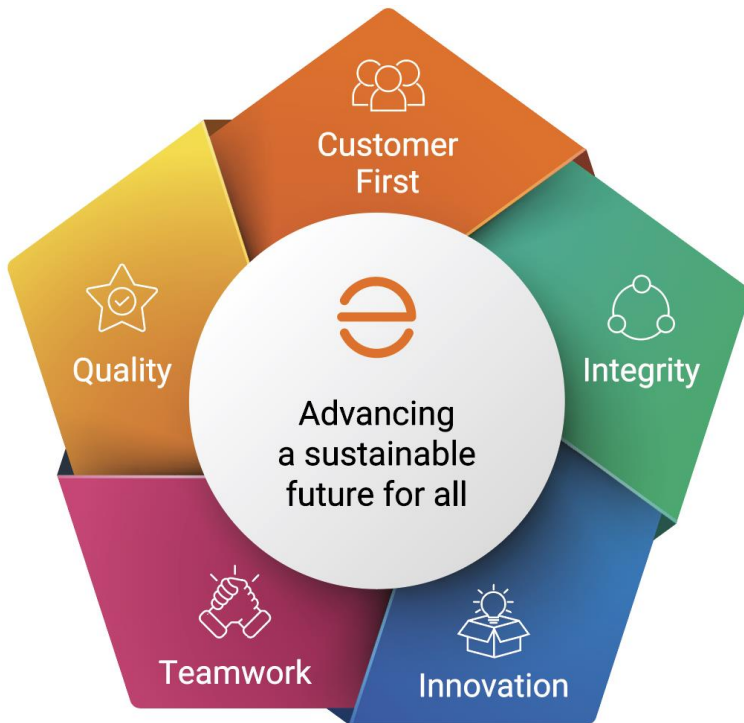 Customer
First
Integrity
Innovation
Teamwork
Quality
Advancing
a sustainable
future for all